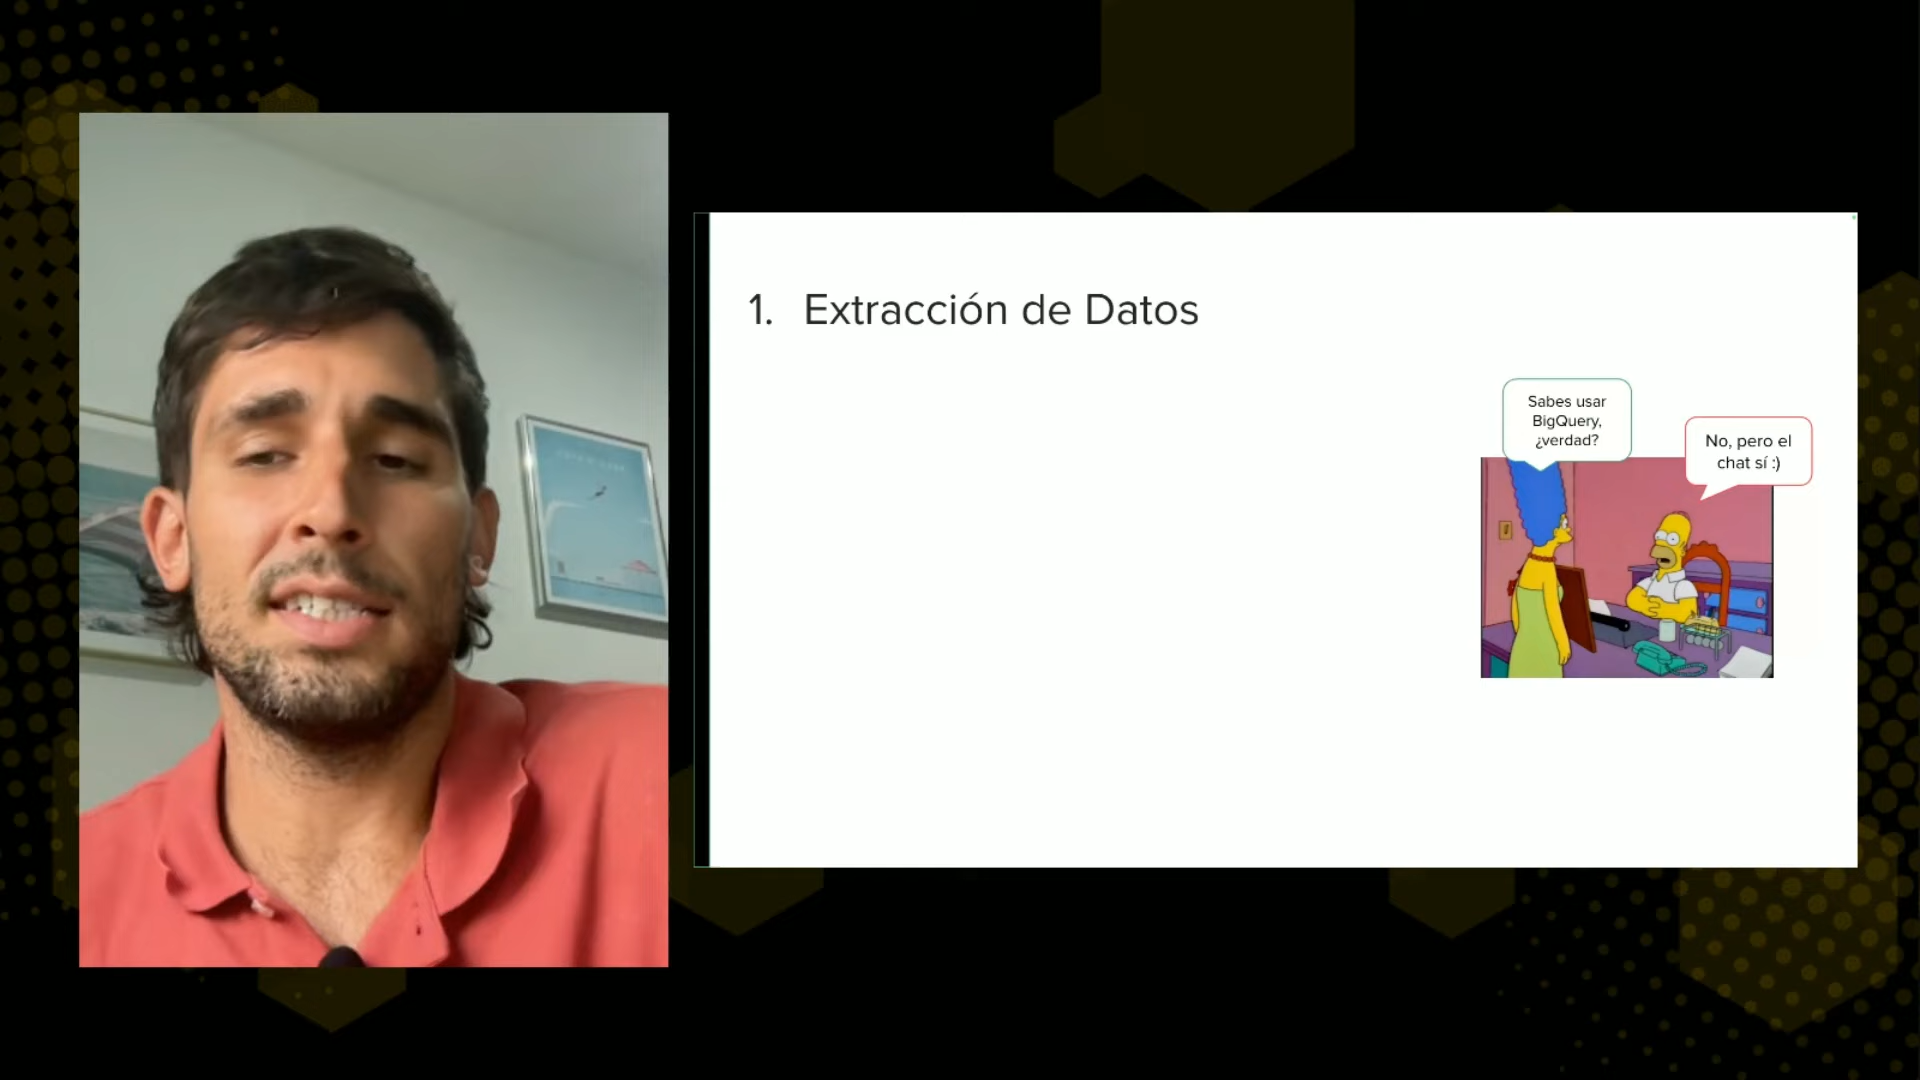 1. Extracción de Datos
Sabes usar
BigQuery,
¿verdad?
No, pero el
chat sí :)